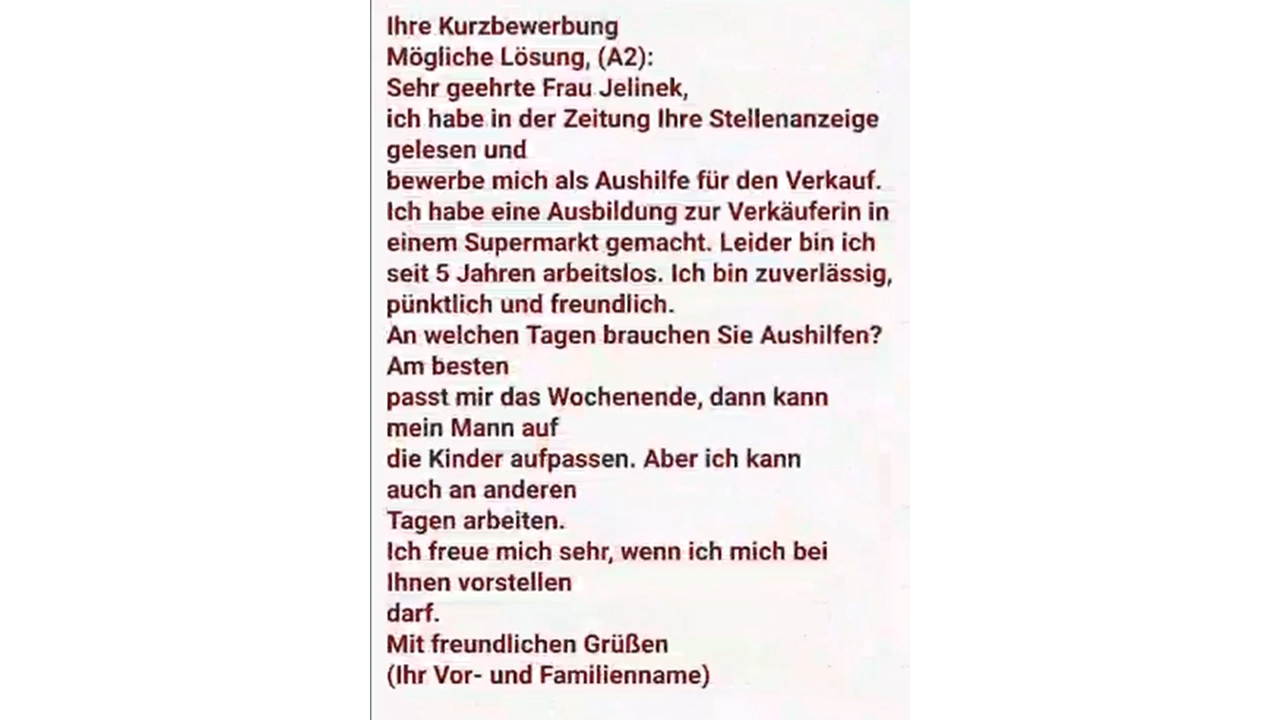 Ihre Kurzbewerbung
Mögliche Lösung, (A2):
Sehr geehrte Frau Jelinek,
ich habe in der Zeitung Ihre Stellenanzeige
gelesen und
bewerbe mich als Aushilfe für den Verkauf.
Ich habe eine Ausbildung zur Verkäuferin in
einem Supermarkt gemacht. Leider bin ich
seit 5 Jahren arbeitslos. Ich bin zuverlässig,
pünktlich und freundlich.
An welchen Tagen brauchen Sie Aushilfen?
Am besten
passt mir das Wochenende, dann kann
mein Mann auf
die Kinder aufpassen. Aber ich kann
auch an anderen
Tagen arbeiten.
Ich freue mich sehr, wenn ich mich bei
Ihnen vorstellen
darf.
Mit freundlichen Grüßen
(Ihr Vor- und Familienname)